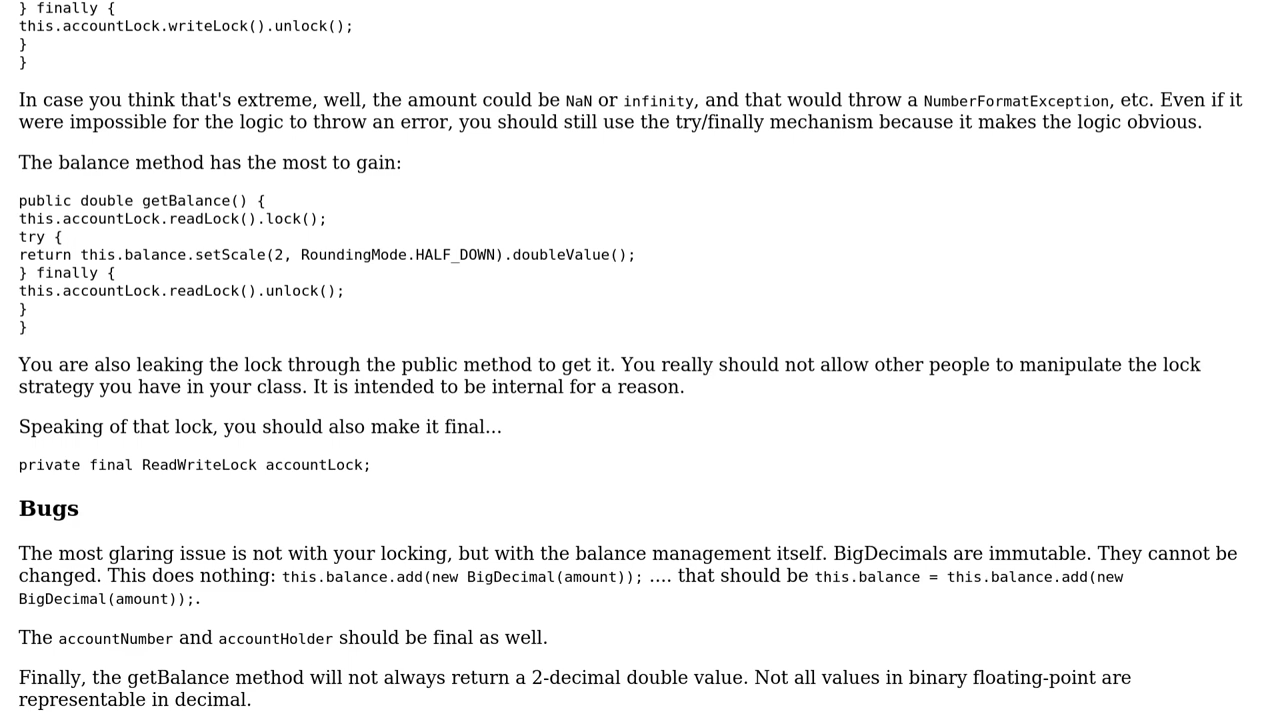 } finally {
this.accountLock.writeLock().unlock();
}
}
In case you think that's extreme, well, the amount could be NaN or infinity, and that would throw a NumberFormatException, etc. Even if it
were impossible for the logic to throw an error, you should still use the try/finally mechanism because it makes the logic obvious.
The balance method has the most to gain:
public double getBalance() {
this.accountLock.readLock().lock();
try {
return this.balance.setScale(2, RoundingMode.HALF_DOWN).doubleValue();
} finally {
this.accountLock.readLock().unlock();
}
}
You are also leaking the lock through the public method to get it. You really should not allow other people to manipulate the lock
strategy you have in your class. It is intended to be internal for a reason.
Speaking of that lock, you should also make it final...
private final ReadWriteLock accountLock;
Bugs
The most glaring issue is not with your locking, but with the balance management itself. BigDecimals are immutable. They cannot be
changed. This does nothing: this.balance.add(new BigDecimal(amount)); .... that should be this.balance = this.balance.add(new
BigDecimal(amount));.
The accountNumber and accountHolder should be final as well.
Finally, the getBalance method will not always return a 2-decimal double value. Not all values in binary floating-point are
representable in decimal.